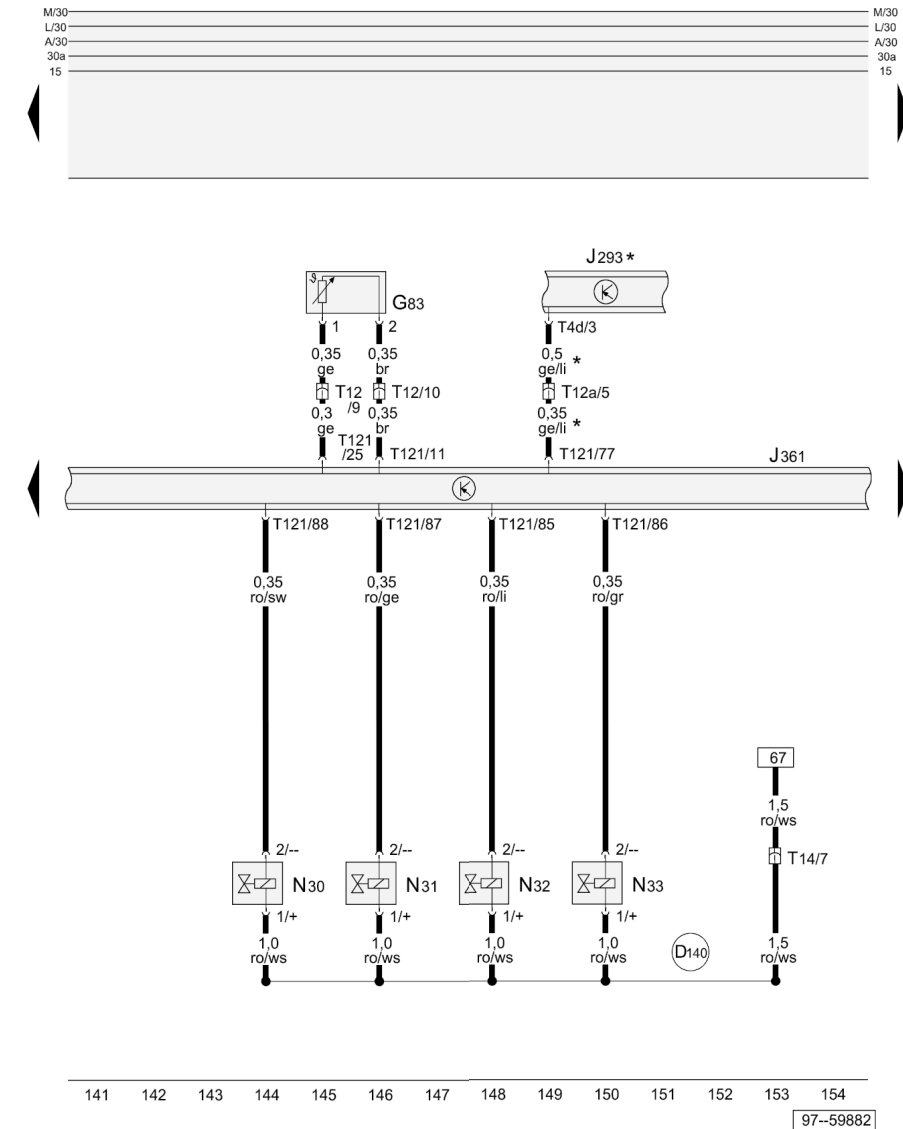 M/30 M/30
L/30 L/30
A/30 A/30
30a 30a
15 15
J293 *
G83
1 2 T4d/3
0,35 0,35 0,5
ge br ge/li *
T12 T12/10 T12a/5
/9
0,3 0,35 0,35
ge br ge/li *
T121
/25 T121/11 T121/77 J361
T121/88 T121/87 T121/85 T121/86
0,35 0,35 0,35 0,35
ro/sw ro/ge ro/li ro/gr
67
1,5
ro/ws
2/-- 2/-- 2/-- 2/--
T14/7
N30 N31 N32 N33
1/+ 1/+ 1/+ 1/+
1,0 1,0 1,0 1,0 D140 1,5
ro/ws ro/ws ro/ws ro/ws ro/ws
141 142 143 144 145 146 147 148 149 150 151 152 153 154
97--59882